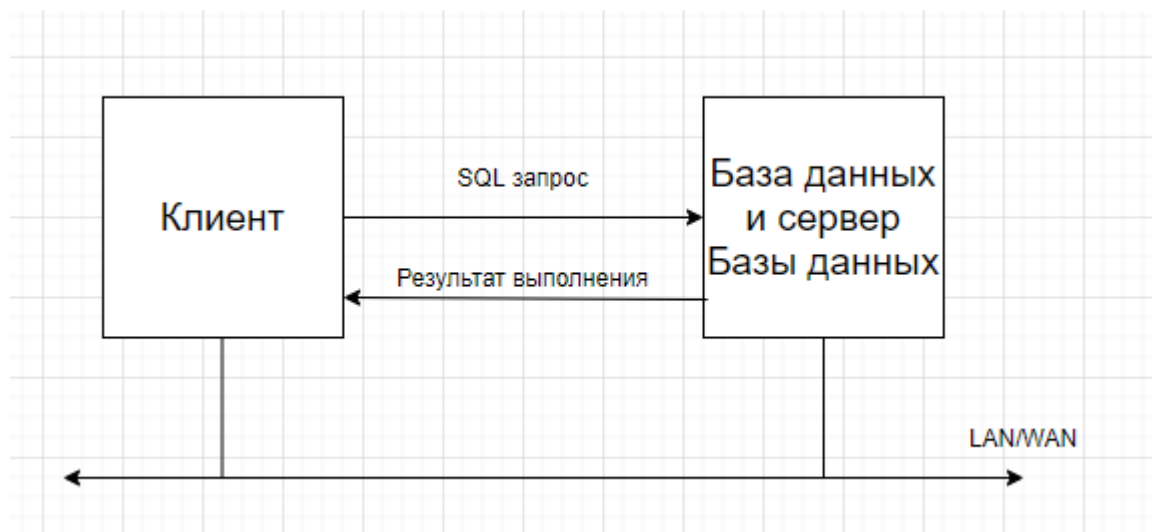 Клиент
SQL запрос
Результат выполнения
База данных
и сервер
Базы данных
LAN/WAN